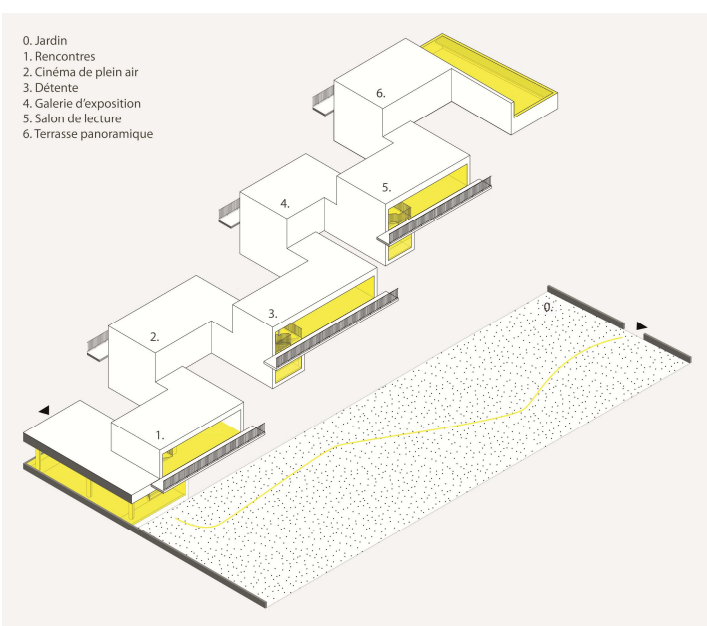 0. Jardin
1. Rencontres
2. Cinéma de plein air
3. Détente
4. Galerie d'exposition
5. Salon de lecture
6. Terrasse panoramique
6.
5.
4.
0.
3.
2.
1.